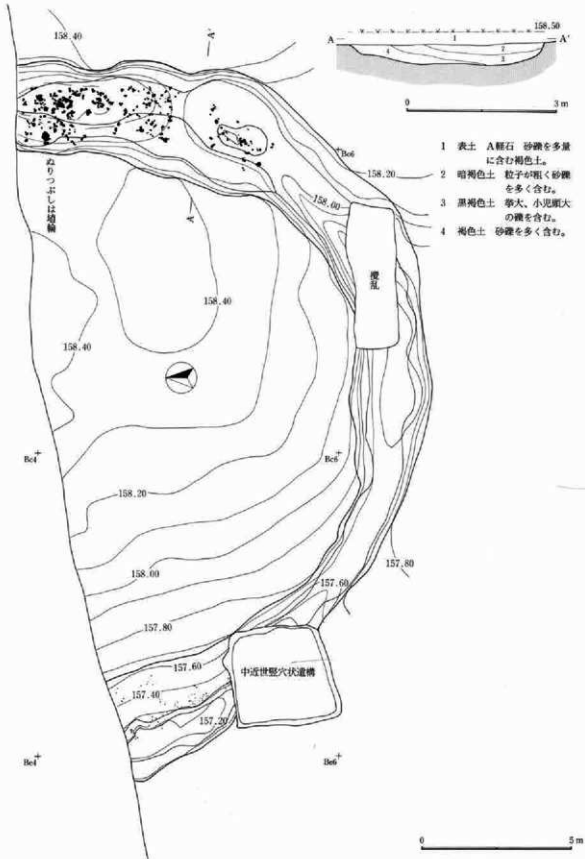 158.40
A'
158.50
A
A'
1
4
2
3
0
3 m
1 表土 A軽石 砂礫を多量
に含む褐色土。
2 暗褐色土 粒子が粗く砂礫
を多く含む。
3 黒褐色土 拳大、小児頭大
の礫を含む。
4 褐色土 砂礫を多く含む。
Bc6
158.20
158.00
ぬりつぶしは埴輪
A
攪乱
158.40
158.40
Bc4
Bc6
158.20
158.00
157.80
157.80
157.60
157.60
157.40
157.20
中近世竪穴状遺構
Bc4
Bc6
0
5 m